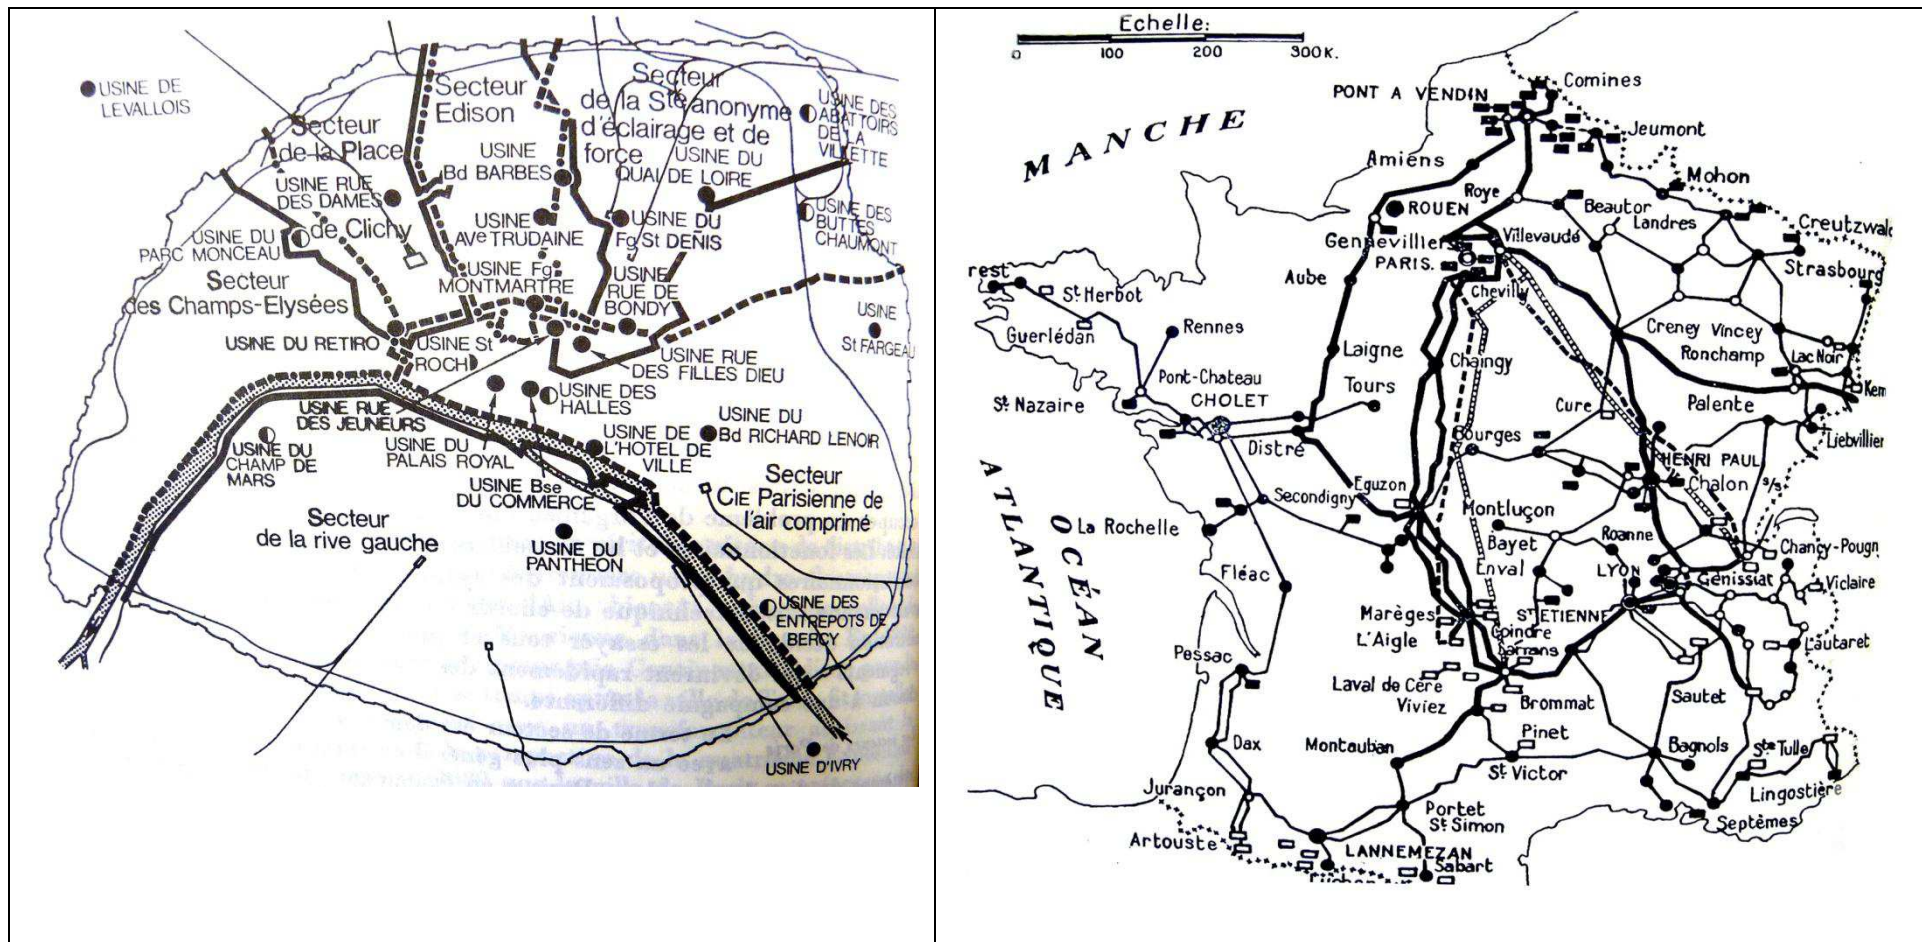 USINE DE
LEVALLOIS
Secteur
de la Place
de Clichy
Secteur
Edison
Secteur
de la Sté anonyme
d'éclairage et de
force
USINE DES
ABATTOIRS
DE LA
VILLETTE
USINE RUE
DES DAMES
USINE
Bd BARBES
USINE DU
QUAI DE LOIRE
USINE DU
PARC MONCEAU
USINE
AVe TRUDAINE
USINE DU
Fg St DENIS
USINE DES
BUTTES
CHAUMONT
Secteur
des Champs-Elysées
USINE Fg
MONTMARTRE
USINE
RUE DE
BONDY
USINE
St FARGEAU
USINE DU RETIRO
USINE St
ROCH
USINE RUE
DES FILLES DIEU
USINE RUE
DES JEUNEURS
USINE DES
HALLES
USINE DU
CHAMP DE
MARS
USINE DU
PALAIS ROYAL
USINE DE
L'HOTEL DE
VILLE
USINE DU
Bd RICHARD LENOIR
USINE Bse
DU COMMERCE
Secteur
CIE Parisienne de
l'air comprimé
Secteur
de la rive gauche
USINE DU
PANTHEON
USINE DES
ENTREPOTS DE
BERCY
USINE D'IVRY
Echelle:
0 100 200 300 K.
MANCHE
Comines
PONT A VENDIN
Jeumont
Amiens
Mohon
Roye
ROUEN
Beautor
Landres
Creutzwald
Gennevilliers
Villevaudé
PARIS.
Strasbourg
rest
St Herbot
Aube
Chevilly
Guerlédan
Rennes
Creney
Vincey
Ronchamp
Lac Noir
Laigne
Chaingy
Kem
Pont-Chateau
CHOLET
Tours
St Nazaire
Cure
Palente
Liebvillier
Distré
Bourges
HENRI PAUL
Chalon
S/S
ATLANTIQUE
OCÉAN
Secondigny
Eguzon
Montluçon
La Rochelle
Bayet
Roanne
Chancy-Pougn
Fléac
Enval
LYON
Génissiat
Viclaire
Marèges
ST ETIENNE
L'Aigle
Coindre
Sarrans
Lautaret
Pessac
Laval de Cère
Viviez
Brommat
Sautet
Dax
Montauban
Pinet
Bagnols
Ste Tulle
St Victor
Jurançon
Lingostière
Portet
St Simon
Septèmes
Artouste
LANNEMEZAN
Sabart